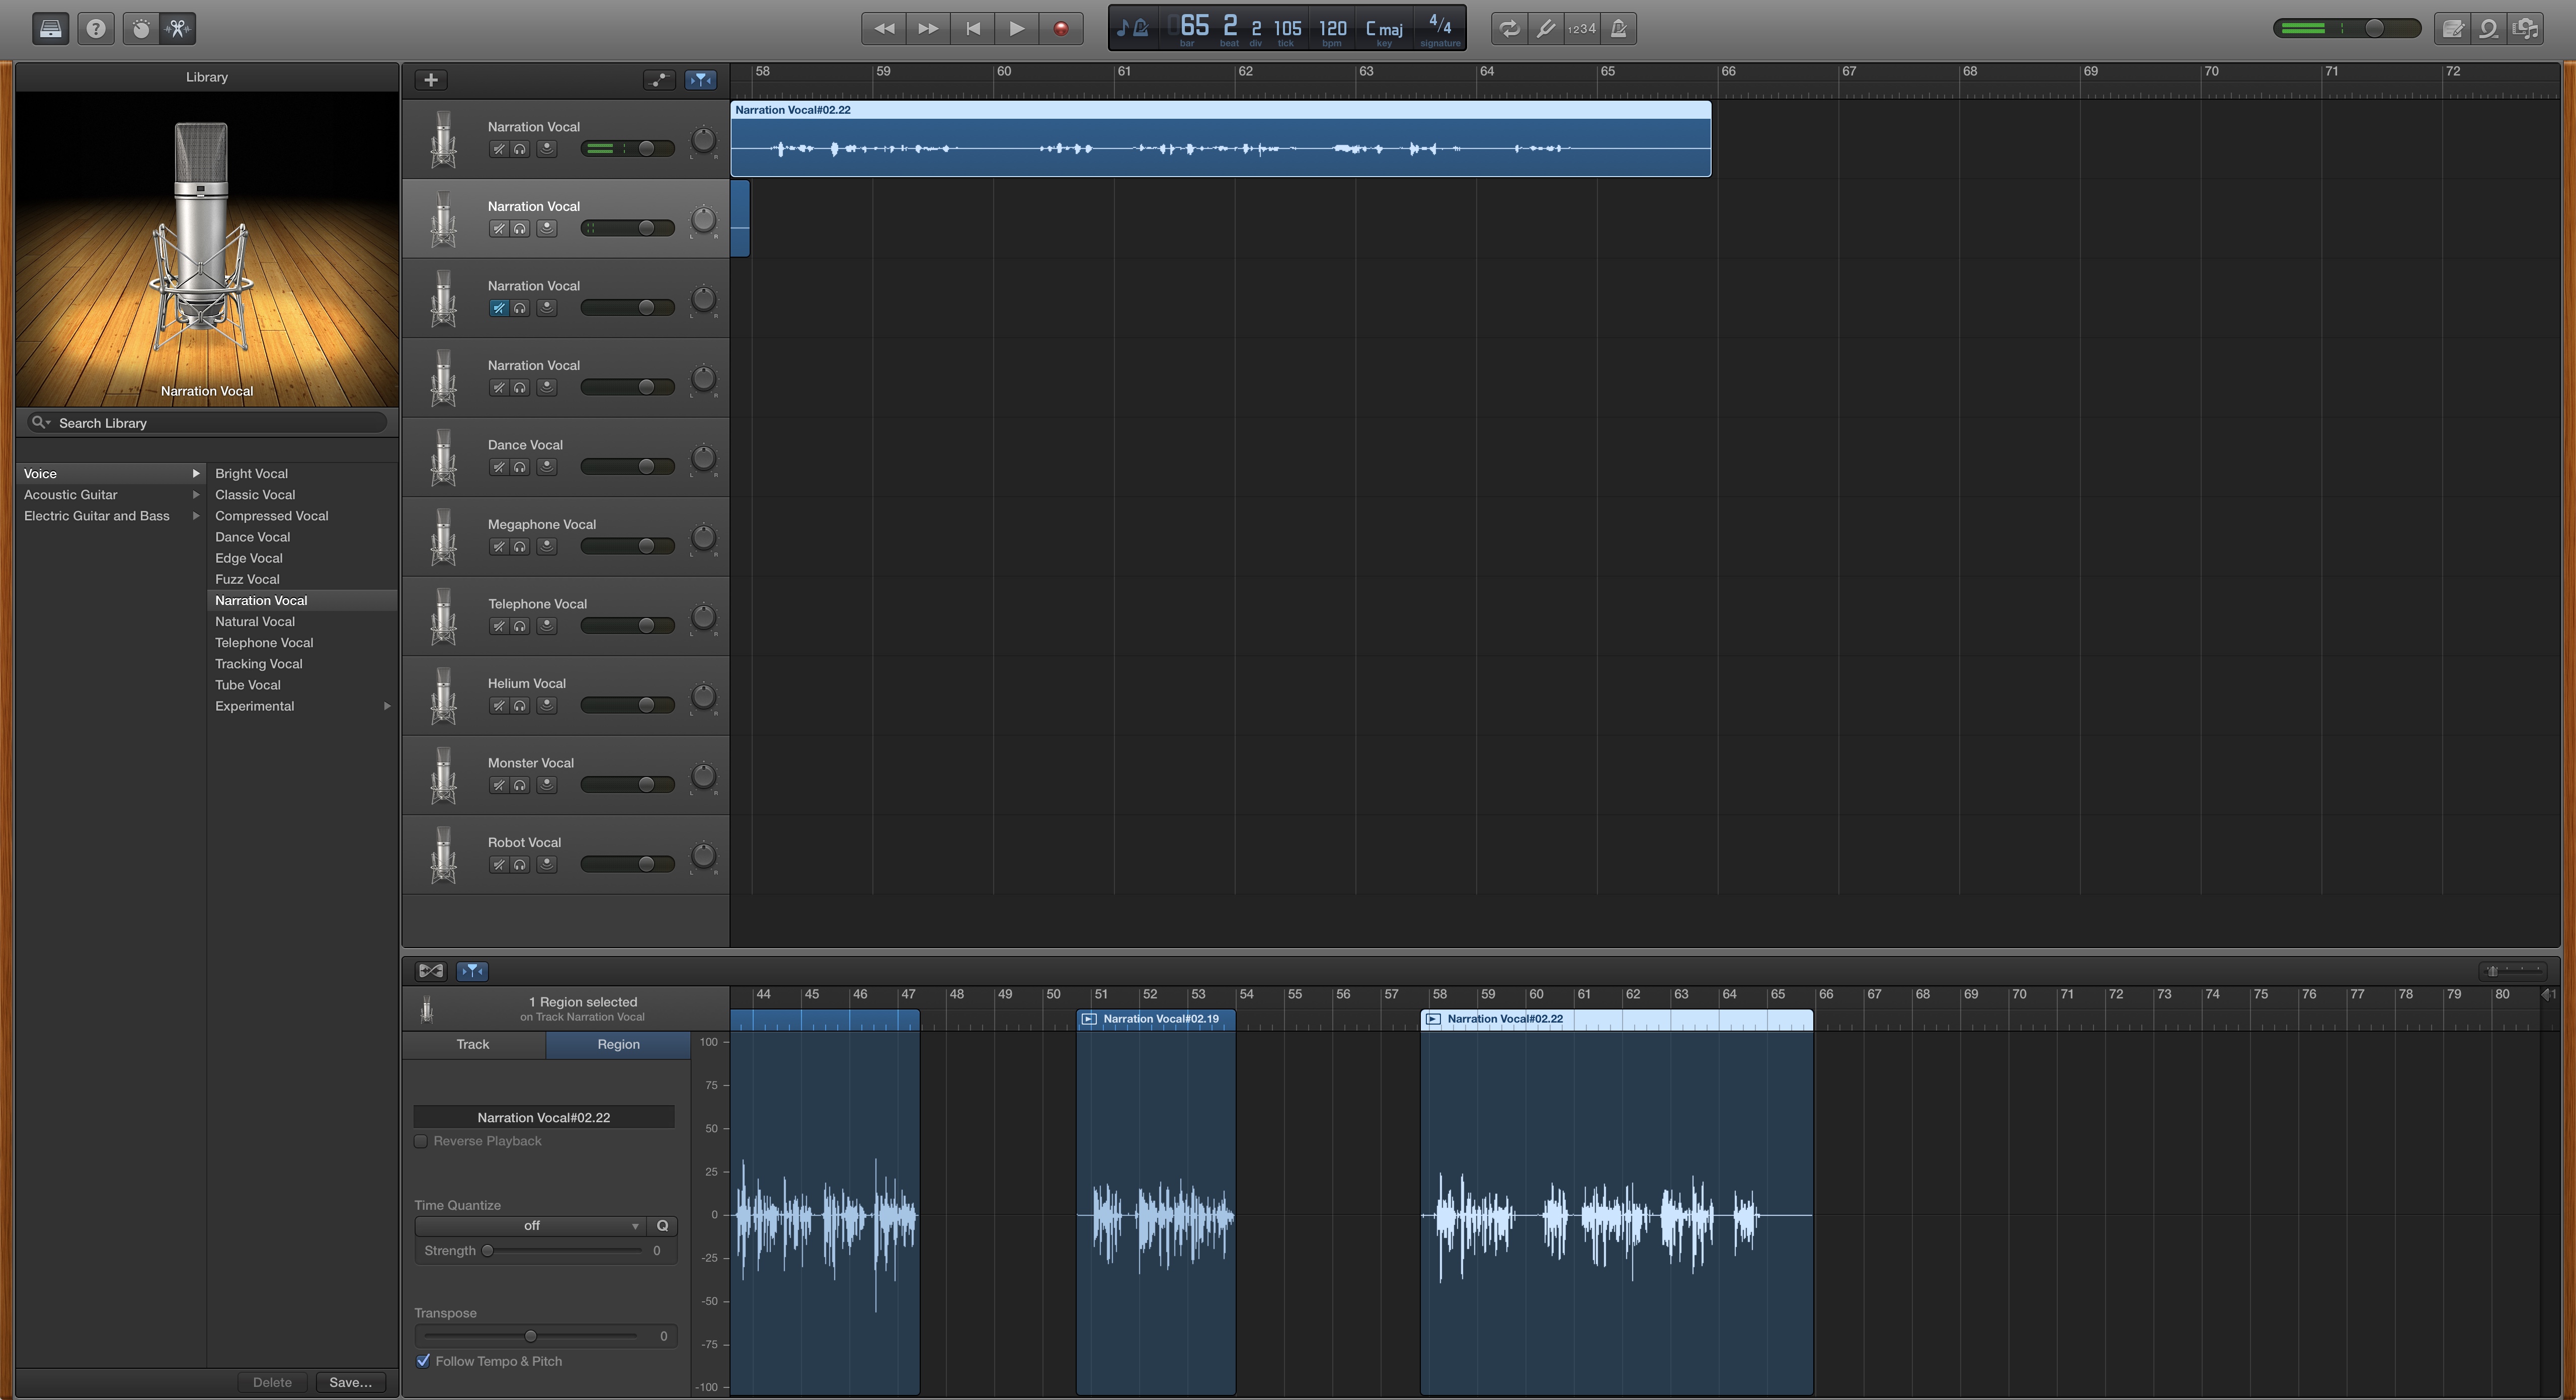 1234
065 2 2 105 120 C maj 4/4
bar beat div tick bpm key signature
Library
Narration Vocal
Search Library
Voice
Acoustic Guitar
Electric Guitar and Bass
Bright Vocal
Classic Vocal
Compressed Vocal
Dance Vocal
Edge Vocal
Fuzz Vocal
Narration Vocal
Natural Vocal
Telephone Vocal
Tracking Vocal
Tube Vocal
Experimental
Delete Save...
58 59 60 61 62 63 64 65 66 67 68 69 70 71 72
Narration Vocal#02.22
Narration Vocal
L R
Narration Vocal
L R
Narration Vocal
L R
Narration Vocal
L R
Dance Vocal
L R
Megaphone Vocal
L R
Telephone Vocal
L R
Helium Vocal
L R
Monster Vocal
L R
Robot Vocal
L R
44 45 46 47 48 49 50 51 52 53 54 55 56 57 58 59 60 61 62 63 64 65 66 67 68 69 70 71 72 73 74 75 76 77 78 79 80
Narration Vocal#02.19
Narration Vocal#02.22
1 Region selected
on Track Narration Vocal
Track Region
Narration Vocal#02.22
Reverse Playback
Time Quantize
off Q
Strength 0
Transpose
0
Follow Tempo & Pitch
100
75
50
25
0
-25
-50
-75
-100